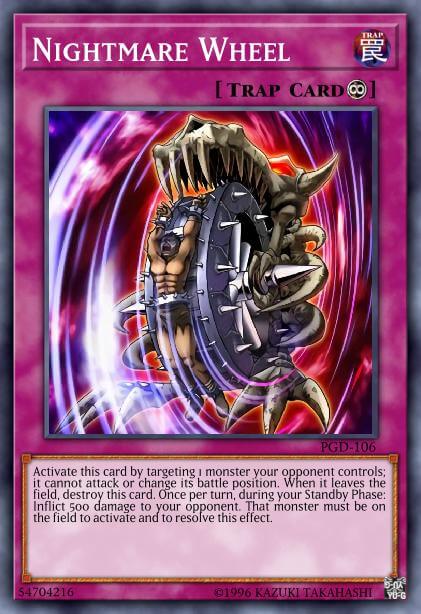 Nightmare Wheel
TRAP
罠
[Trap Card]
PGD-106
Activate this card by targeting 1 monster your opponent controls;
it cannot attack or change its battle position. When it leaves the
field, destroy this card. Once per turn, during your Standby Phase:
Inflict 500 damage to your opponent. That monster must be on
the field to activate and to resolve this effect.
54704216
©1996 KAZUKI TAKAHASHI